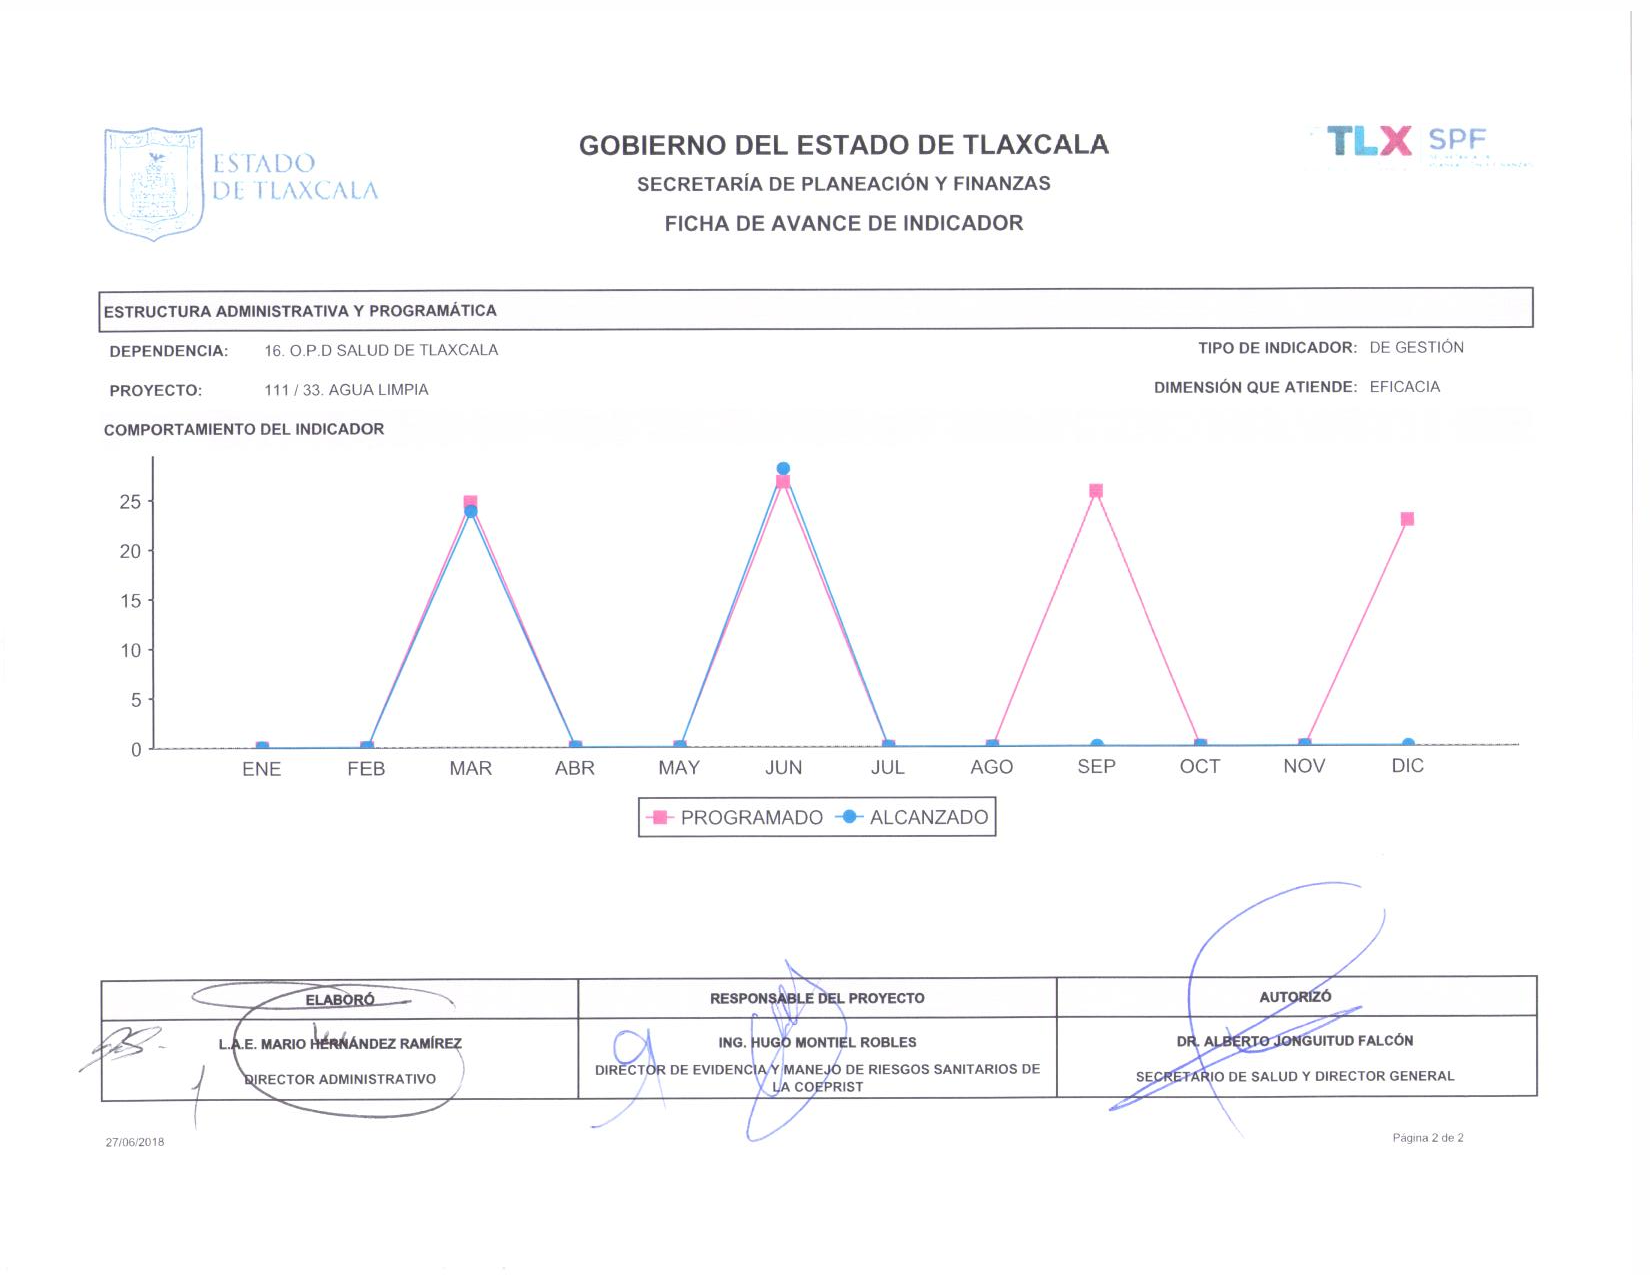 ESTADO
DE TLAXCALA
GOBIERNO DEL ESTADO DE TLAXCALA
SECRETARÍA DE PLANEACIÓN Y FINANZAS
FICHA DE AVANCE DE INDICADOR
TLX SPF
ESTRUCTURA ADMINISTRATIVA Y PROGRAMÁTICA
DEPENDENCIA: 16. O.P.D SALUD DE TLAXCALA TIPO DE INDICADOR: DE GESTIÓN
PROYECTO: 111 / 33. AGUA LIMPIA DIMENSIÓN QUE ATIENDE: EFICACIA
COMPORTAMIENTO DEL INDICADOR
25
20
15
10
5
0
ENE FEB MAR ABR MAY JUN JUL AGO SEP OCT NOV DIC
PROGRAMADO ALCANZADO
ELABORÓ RESPONSABLE DEL PROYECTO AUTORIZÓ
L.A.E. MARIO HERNÁNDEZ RAMÍREZ ING. HUGO MONTIEL ROBLES DR. ALBERTO JONGUITUD FALCÓN
DIRECTOR ADMINISTRATIVO DIRECTOR DE EVIDENCIA Y MANEJO DE RIESGOS SANITARIOS DE SECRETARIO DE SALUD Y DIRECTOR GENERAL
LA COEPRIST
27/06/2018 Página 2 de 2